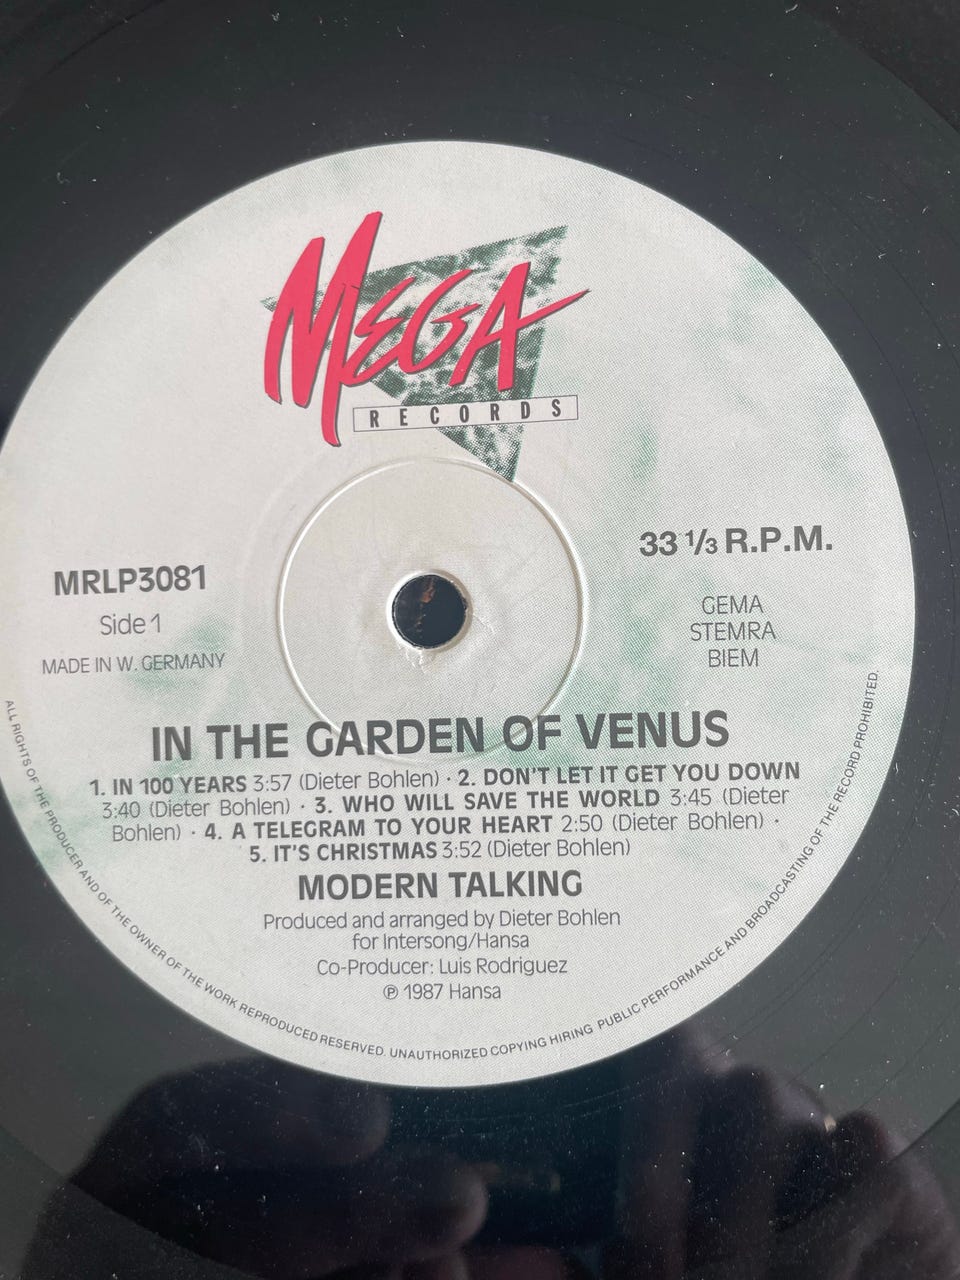 MEGA
RECORDS
33 1/3 R.P.M.
MRLP3081
Side 1
MADE IN W. GERMANY
GEMA
STEMRA
BIEM
IN THE GARDEN OF VENUS
1. IN 100 YEARS 3:57 (Dieter Bohlen) · 2. DON'T LET IT GET YOU DOWN
3:40 (Dieter Bohlen) · 3. WHO WILL SAVE THE WORLD 3:45 (Dieter
Bohlen) · 4. A TELEGRAM TO YOUR HEART 2:50 (Dieter Bohlen) ·
5. IT'S CHRISTMAS 3:52 (Dieter Bohlen)
MODERN TALKING
Produced and arranged by Dieter Bohlen
for Intersong/Hansa
Co-Producer: Luis Rodriguez
℗ 1987 Hansa
ALL RIGHTS OF THE PRODUCER AND OF THE OWNER OF THE WORK REPRODUCED RESERVED. UNAUTHORIZED COPYING HIRING PUBLIC PERFORMANCE AND BROADCASTING OF THE RECORD PROHIBITED.